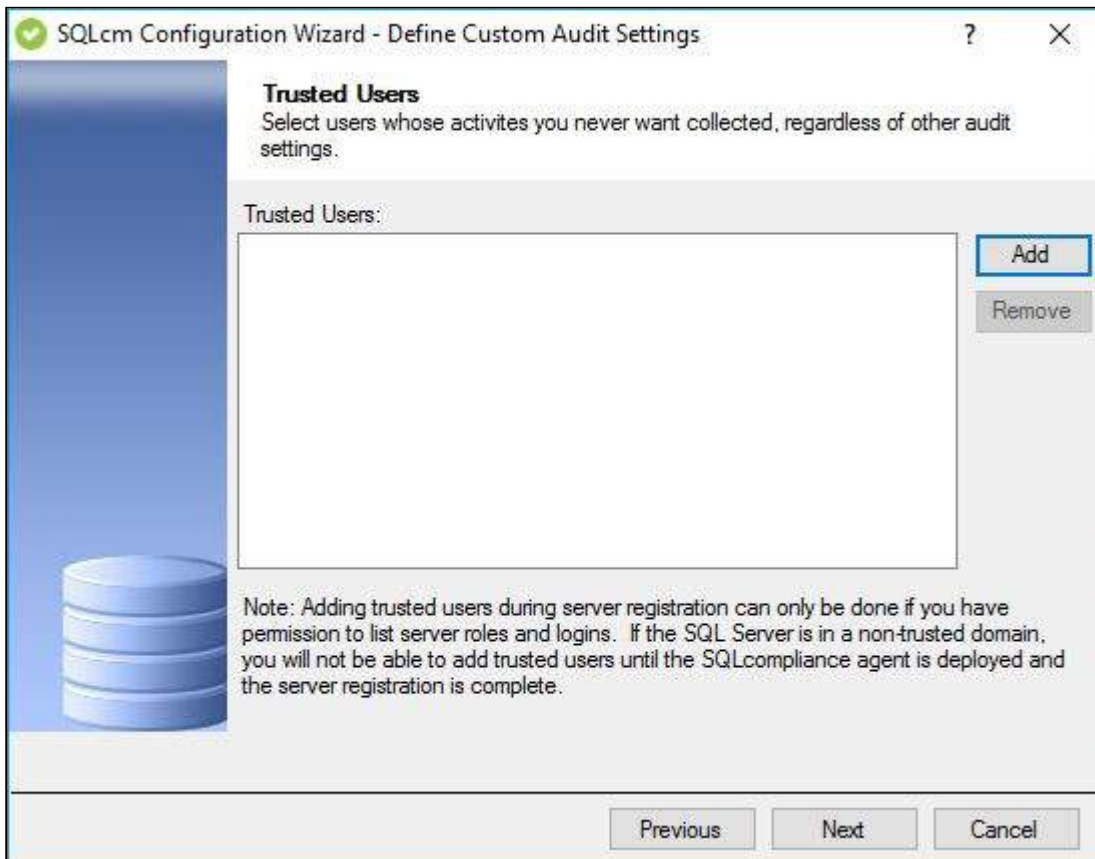 SQLcm Configuration Wizard - Define Custom Audit Settings
?
Trusted Users
Select users whose activites you never want collected, regardless of other audit
settings.
Trusted Users:
Add
Remove
Note: Adding trusted users during server registration can only be done if you have
permission to list server roles and logins. If the SQL Server is in a non-trusted domain,
you will not be able to add trusted users until the SQLcompliance agent is deployed and
the server registration is complete.
Previous
Next
Cancel